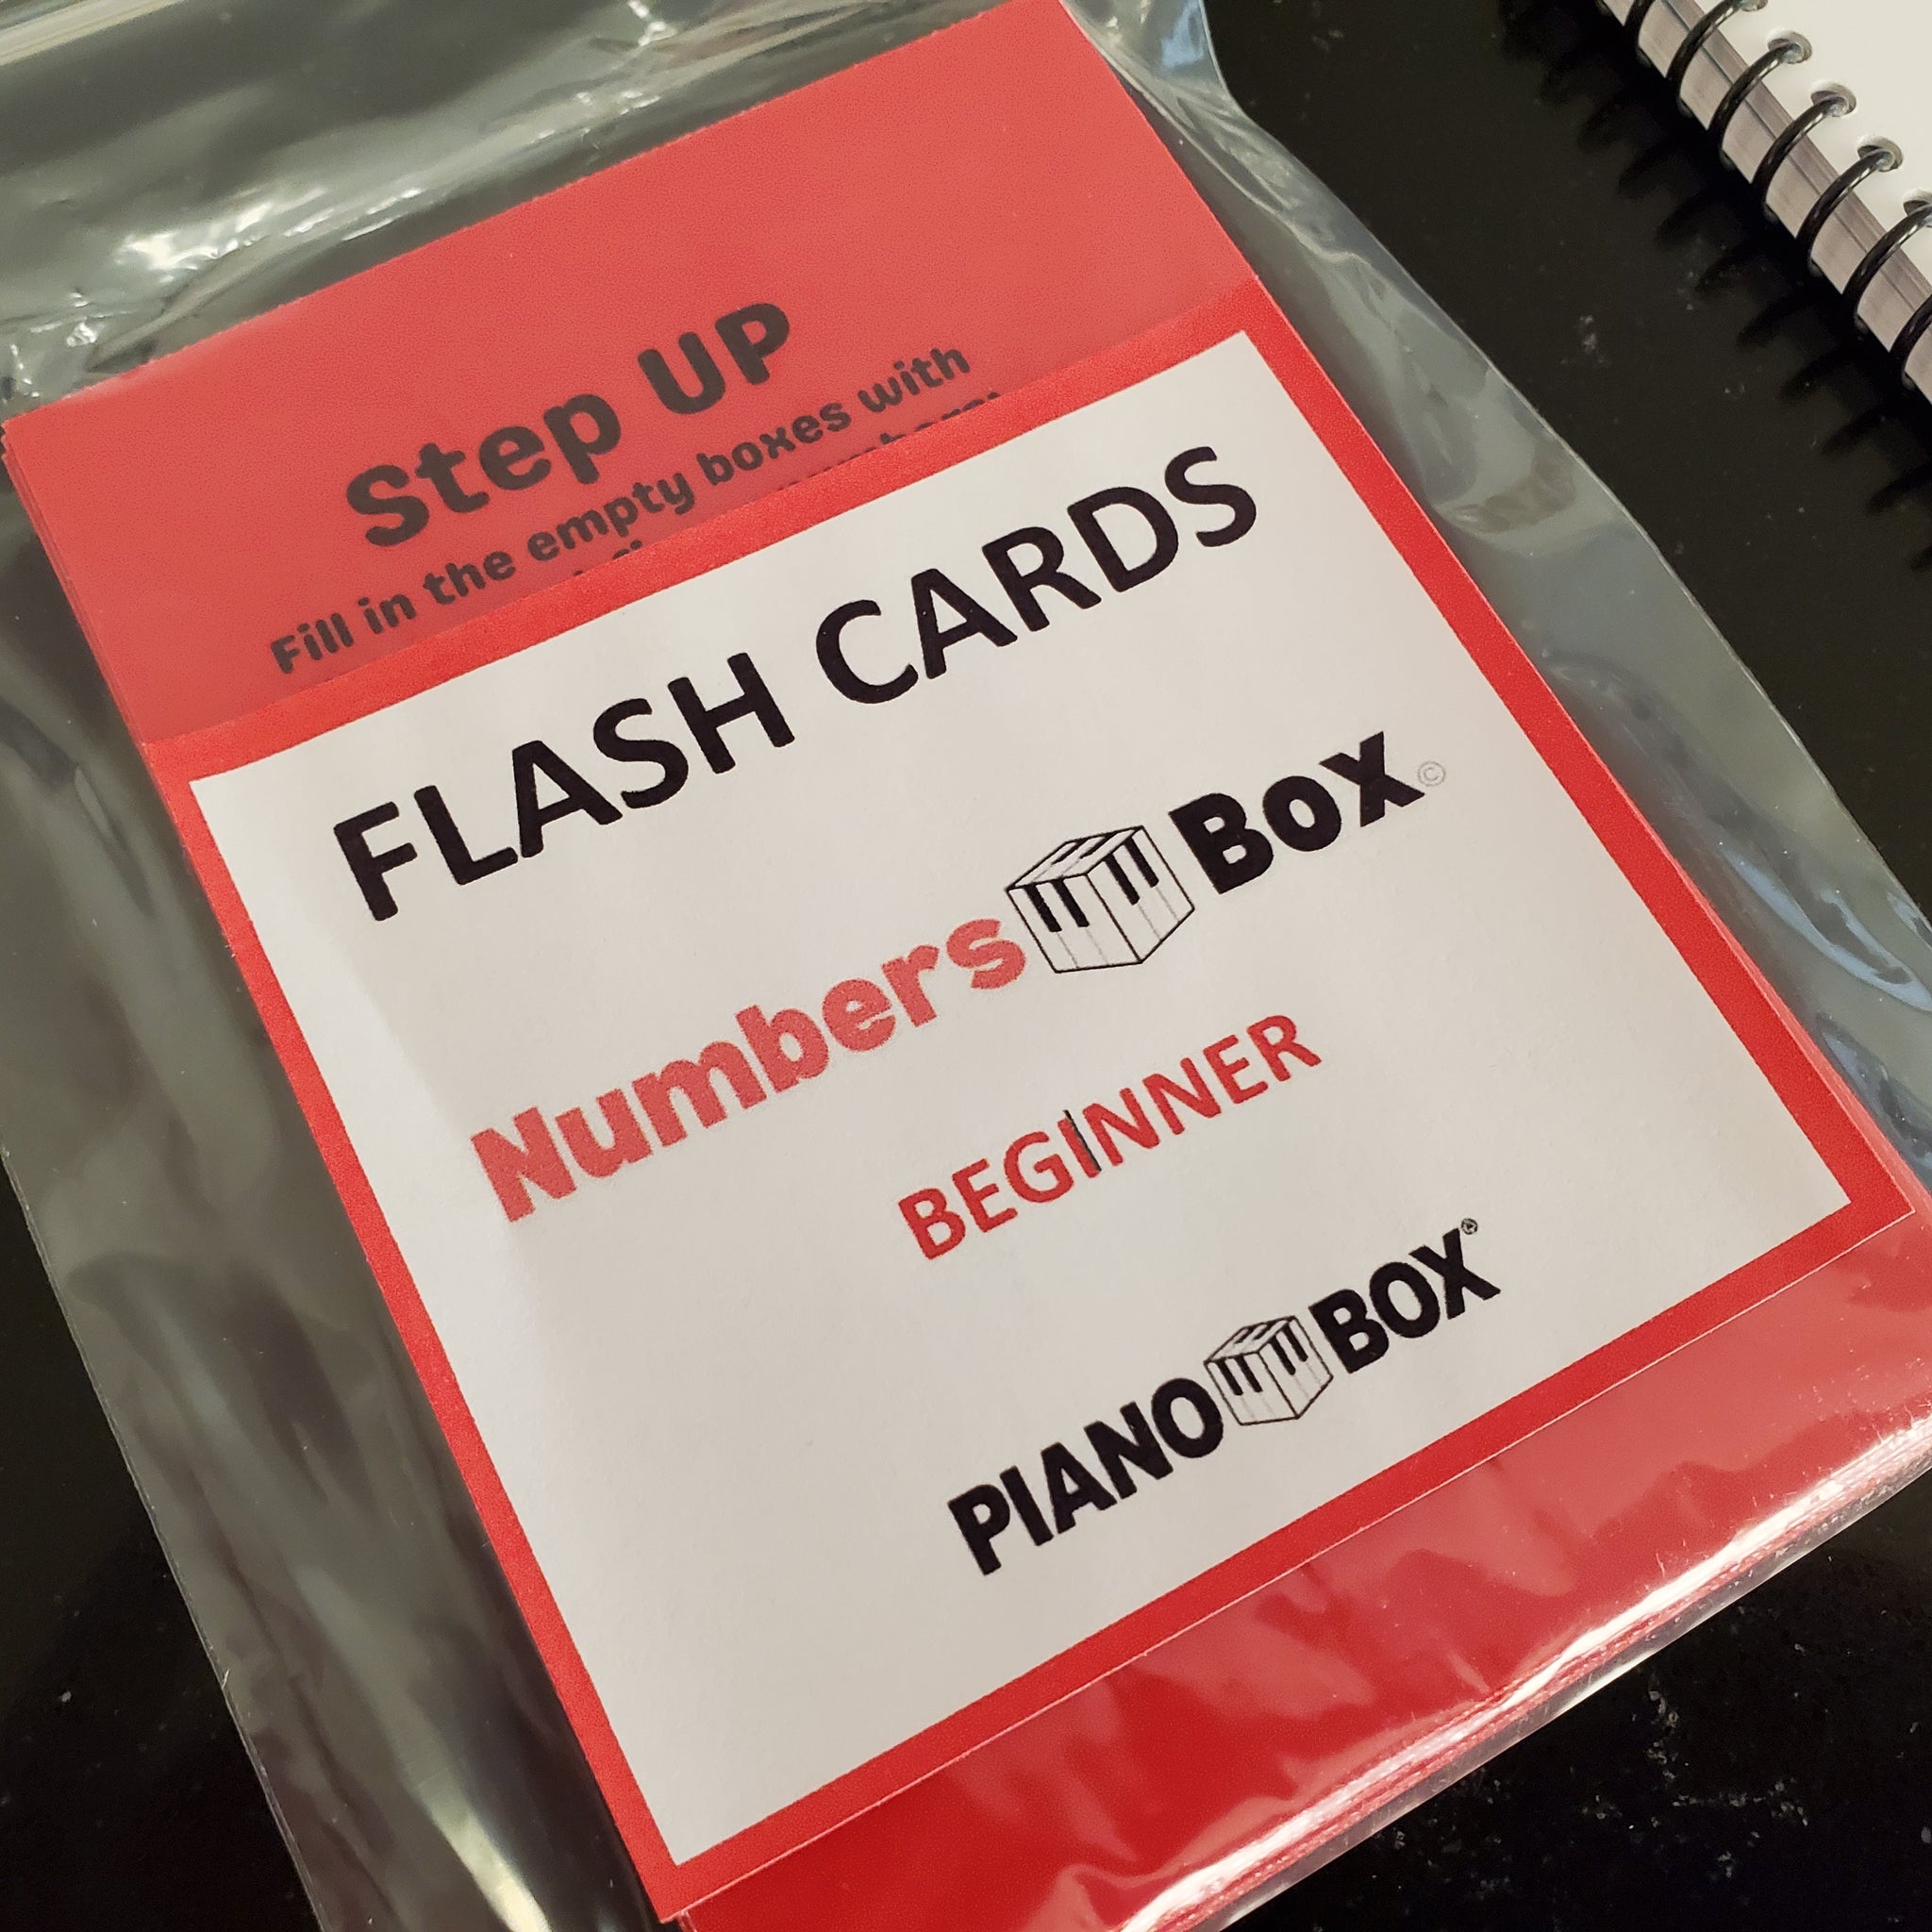 Step UP
Fill in the empty boxes with
FLASH CARDS
Numbers Box©
BEGINNER
PIANO BOX®